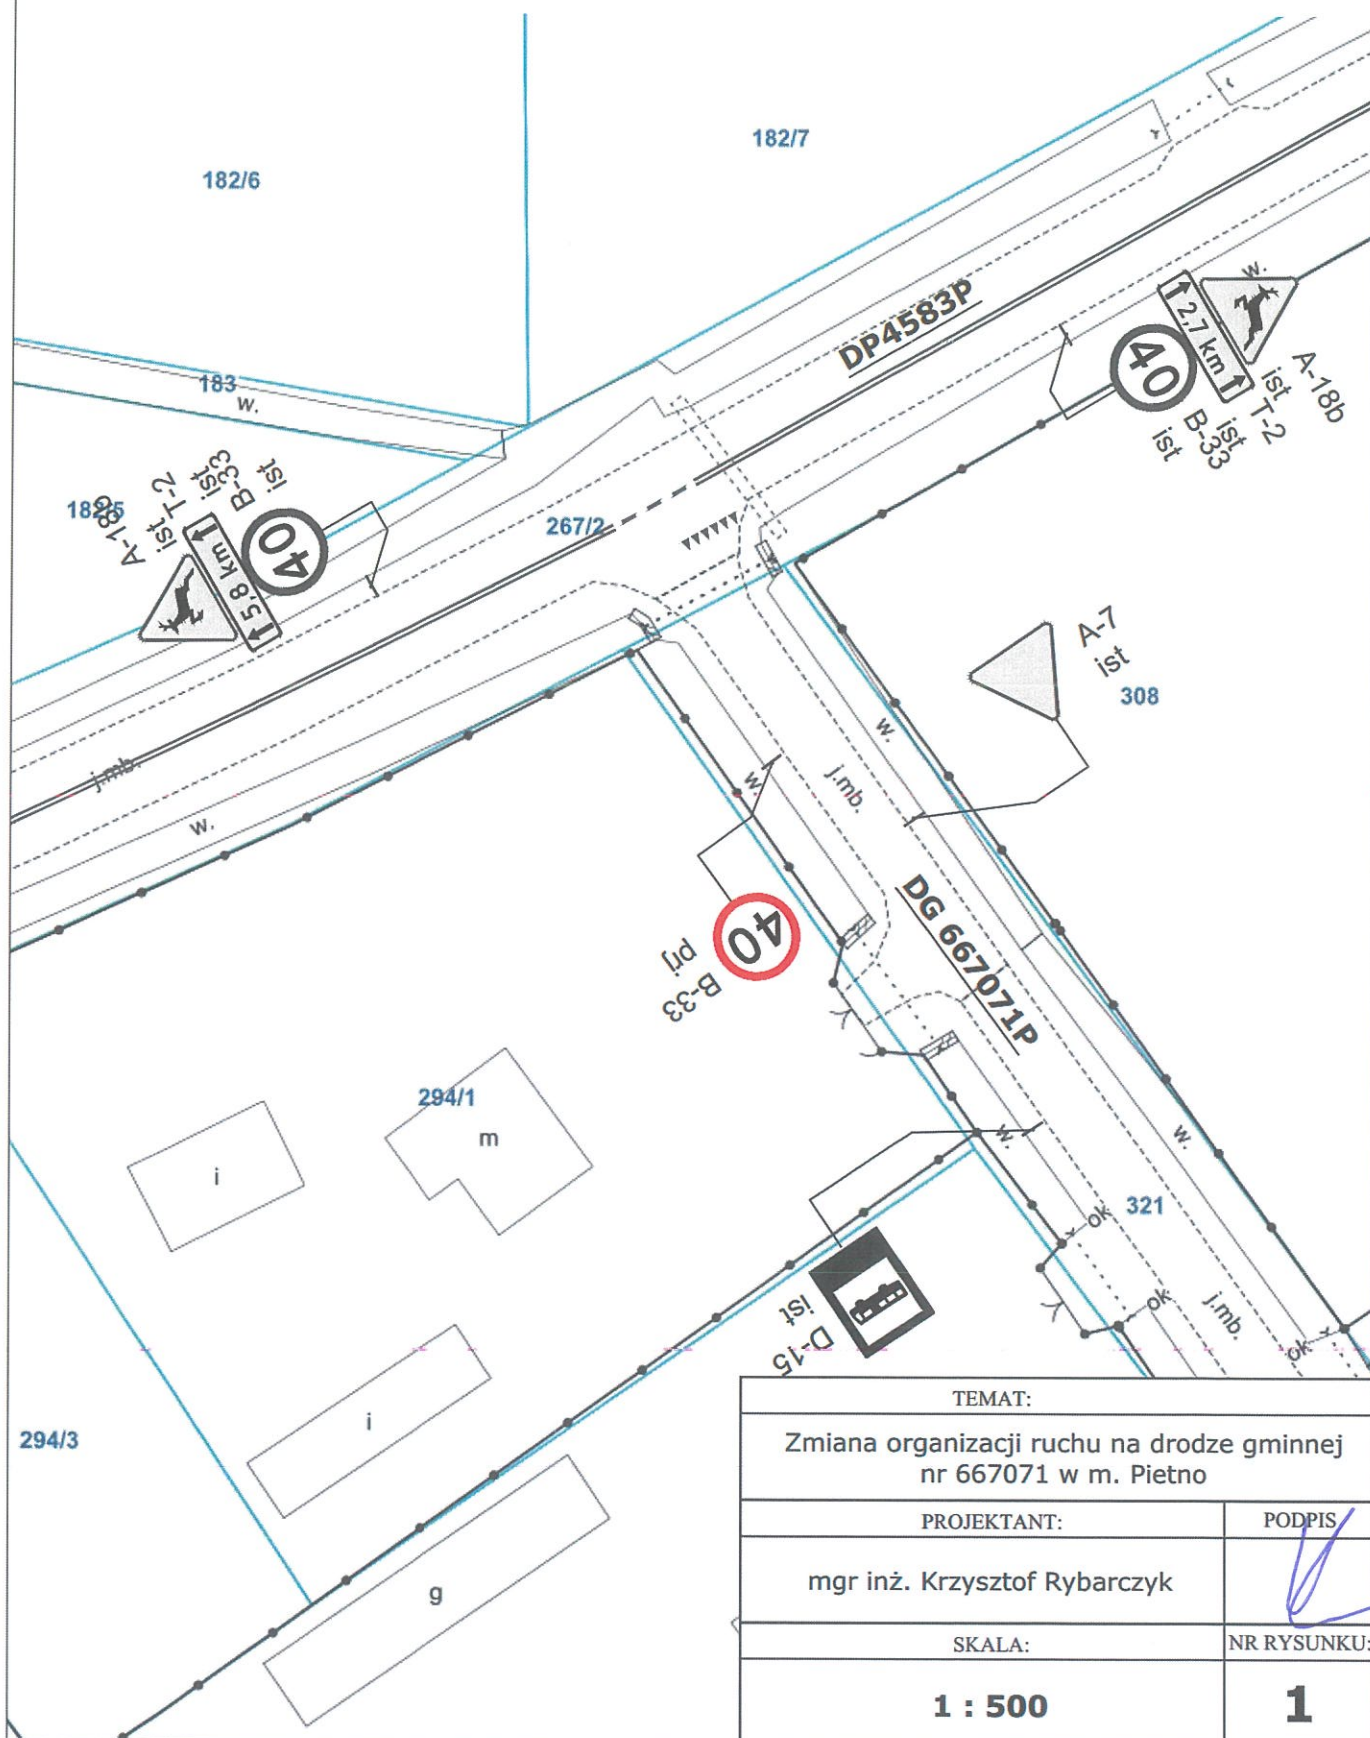 182/7
182/6
DP4583P
w.
2,7 km
40
A-18b
ist
T-2
ist
B-33
ist
183
w.
182/5
A-18b
ist
T-2
ist
B-33
ist
40
5,8 km
267/2
A-7
ist
308
w.
j.mb.
w.
j.mb.
w.
DG 667071P
40
B-33
prj
294/1
m
i
w.
w.
321
ok
ok
j.mb.
ok
D-15
ist
i
294/3
g
TEMAT:
Zmiana organizacji ruchu na drodze gminnej
nr 667071 w m. Pietno
PROJEKTANT:
PODPIS
mgr inż. Krzysztof Rybarczyk
SKALA:
NR RYSUNKU:
1 : 500
1